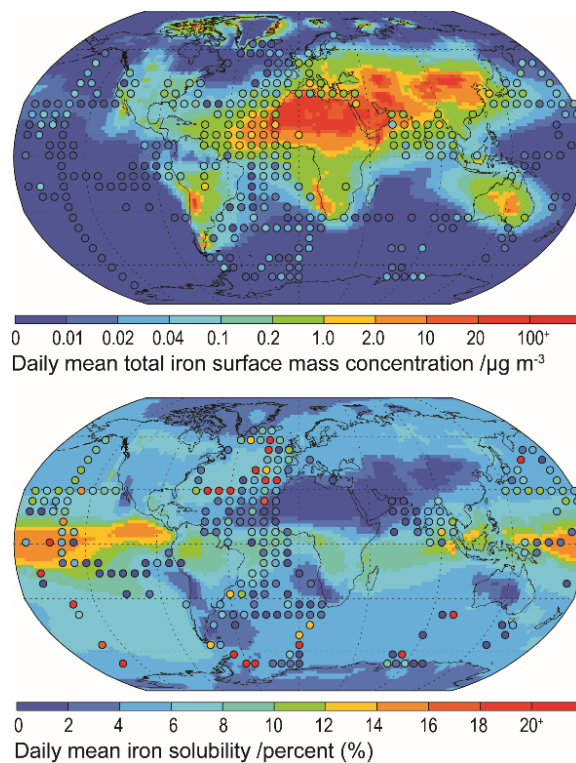 0 0.01 0.02 0.04 0.1 0.2 1.0 2.0 10 20 100⁺
Daily mean total iron surface mass concentration /µg m⁻³
0 2 4 6 8 10 12 14 16 18 20⁺
Daily mean iron solubility /percent (%)